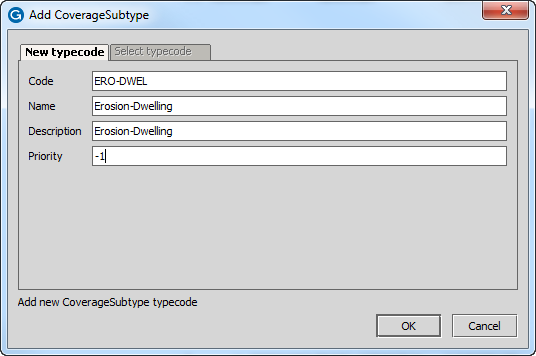 Add CoverageSubtype
New typecode Select typecode
Code ERO-DWEL
Name Erosion-Dwelling
Description Erosion-Dwelling
Priority -1
Add new CoverageSubtype typecode
OK Cancel